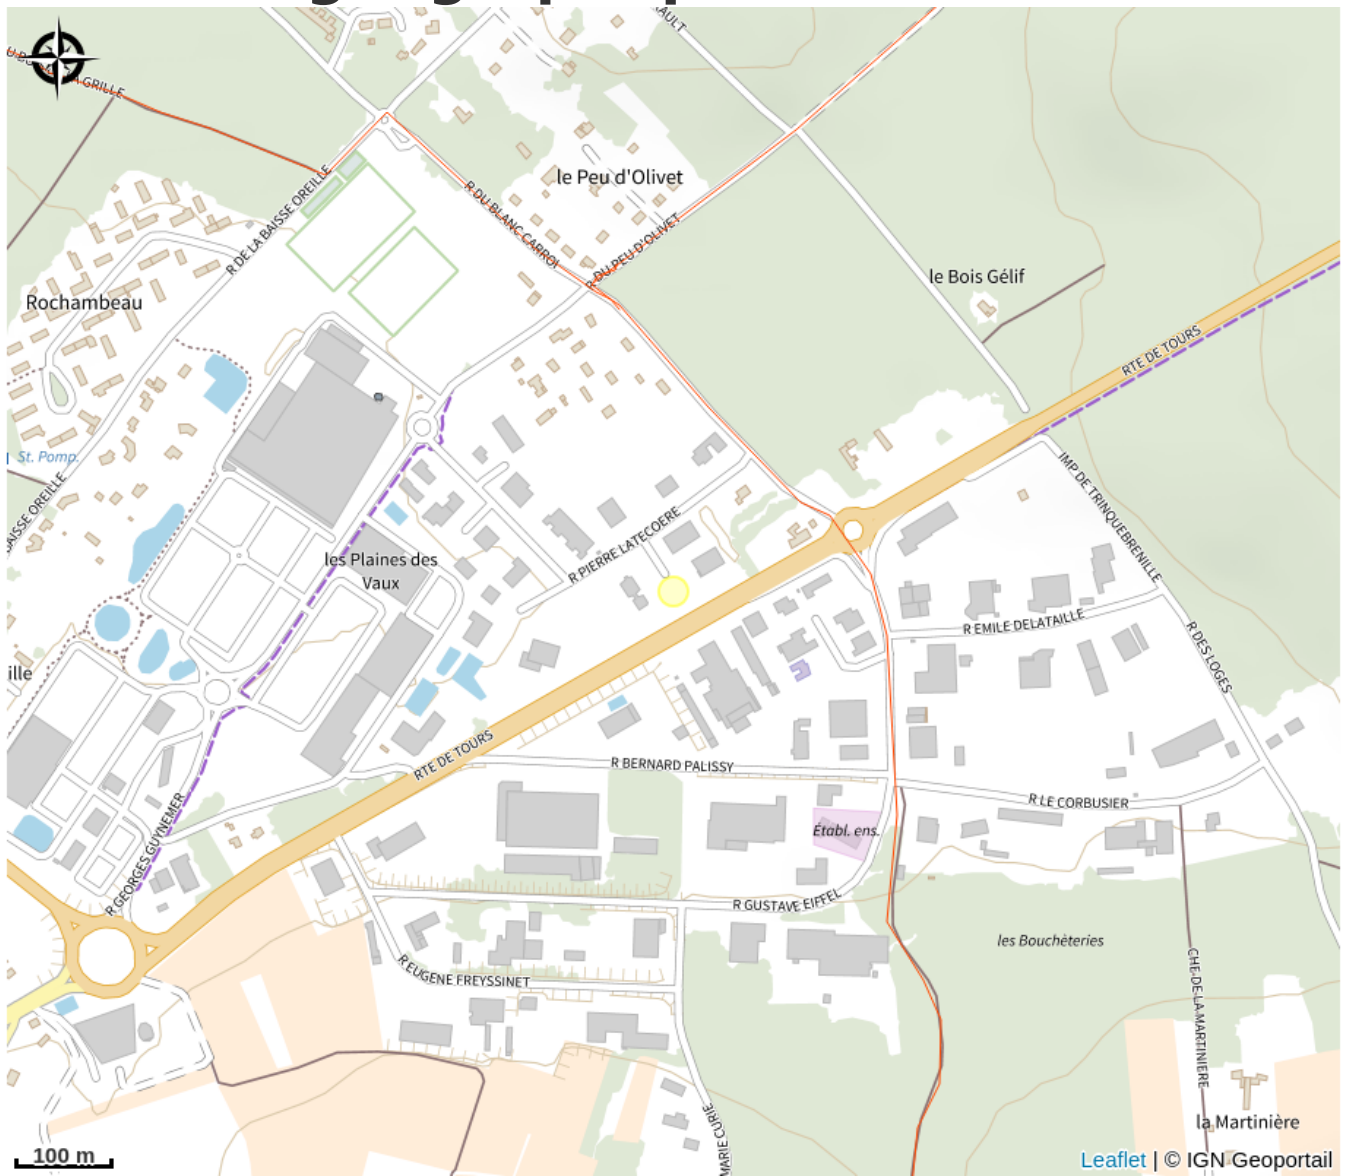 GRILLE
R DE LA BAISSE OREILLE
R DU BLANC CARROI
le Peu d'Olivet
R DU PEU D'OLIVET
le Bois Gélif
Rochambeau
RTE DE TOURS
St. Pomp.
BAISSE OREILLE
IMP DE TRINQUEBRENILLE
les Plaines des
Vaux
R PIERRE LATECOERE
R EMILE DELATAILLE
R DES LOGES
ille
RTE DE TOURS
R BERNARD PALISSY
R LE CORBUSIER
R GEORGES GUYNEMER
Établ. ens.
R GUSTAVE EIFFEL
les Bouchèteries
R EUGENE FREYSSINET
CHE DE LA MARTINIERE
MARIE CURIE
la Martinière
100 m
Leaflet | © IGN Geoportail